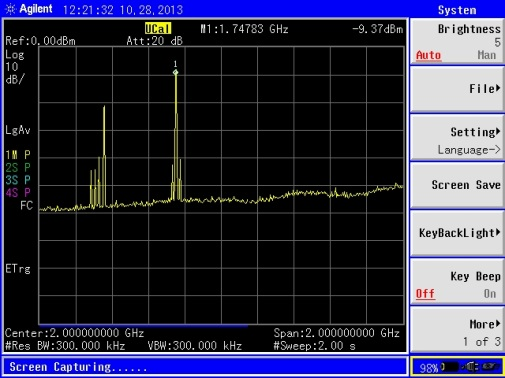 Agilent 12:21:32 10.28.2013
System
UCal M1:1.74783 GHz -9.37dBm
Ref:0.00dBm Att:20 dB
Log
10
dB/
1
LgAv
1M P
2S P
3S P
4S P
FC
ETrg
Center:2.000000000 GHz Span:2.000000000 GHz
#Res BW:300.000 kHz VBW:300.000 kHz #Sweep:2.00 s
Screen Capturing......
Brightness
5
Auto Man
File
Setting
Language->
Screen Save
KeyBackLight
Key Beep
Off On
More
1 of 3
98%